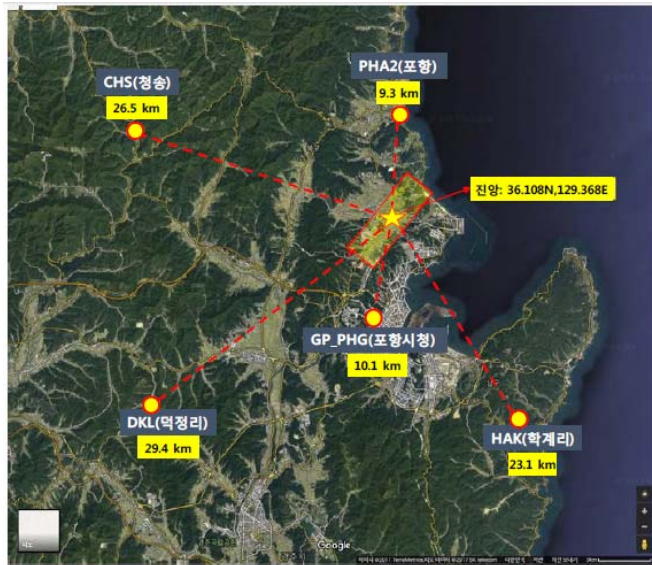 PHA2(포항)
9.3 km
CHS(청송)
26.5 km
진앙: 36.108N,129.368E
GP_PHG(포항시청)
10.1 km
DKL(덕정리)
29.4 km
HAK(학계리)
23.1 km
Google